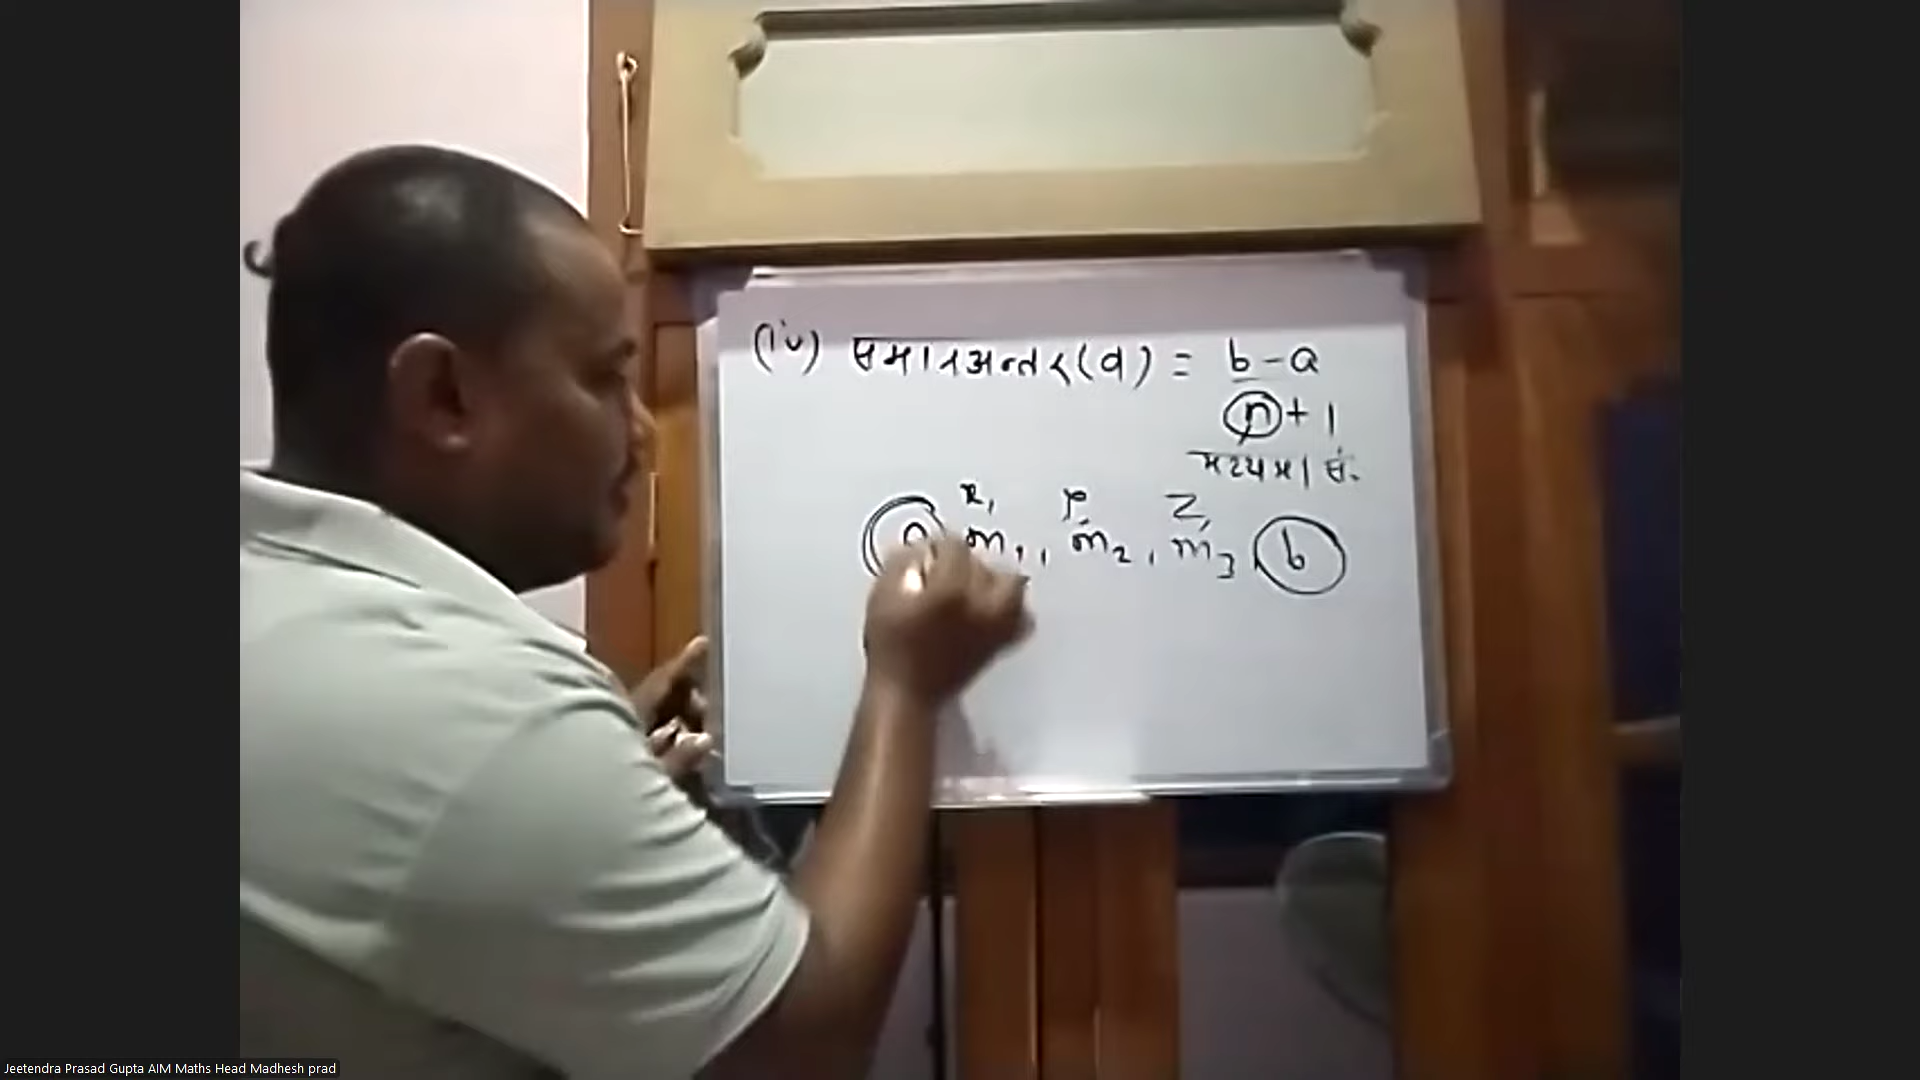 (iv) समानअन्तर(d) = b-a
n + 1
मध्यमा सं.
x, y, z,
a m₁, m₂, m₃ b
Jeetendra Prasad Gupta AIM Maths Head Madhesh prad